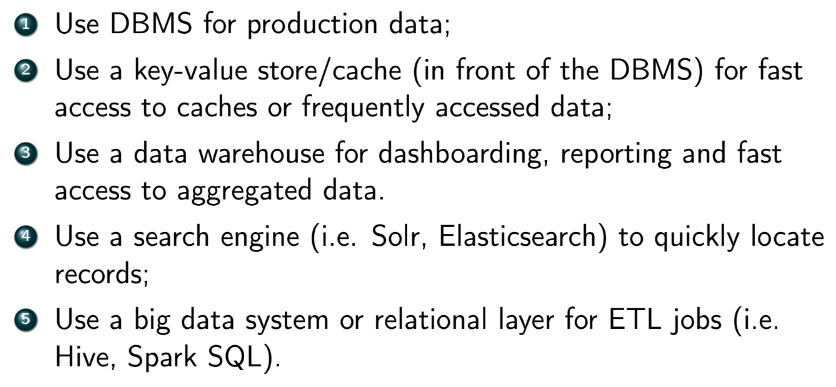 1 Use DBMS for production data;
2 Use a key-value store/cache (in front of the DBMS) for fast
access to caches or frequently accessed data;
3 Use a data warehouse for dashboarding, reporting and fast
access to aggregated data.
4 Use a search engine (i.e. Solr, Elasticsearch) to quickly locate
records;
5 Use a big data system or relational layer for ETL jobs (i.e.
Hive, Spark SQL).